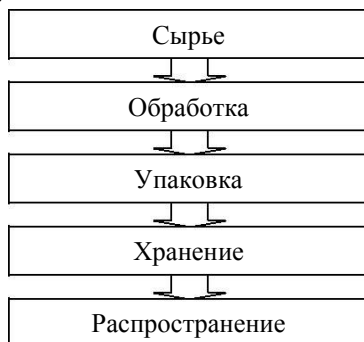 Сырье
Обработка
Упаковка
Хранение
Распространение